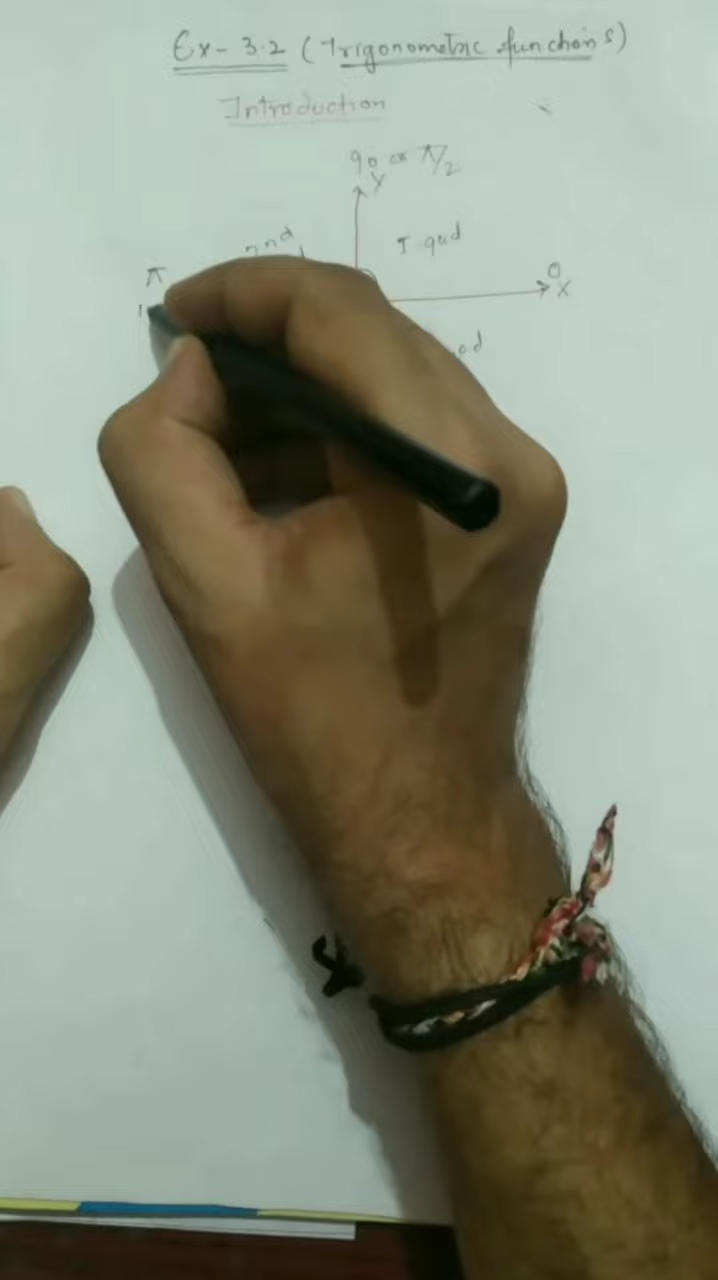 Ex - 3.2 (Trigonometric functions)
Introduction
90 or π/2
Y
2nd
I - qud
π
0
X